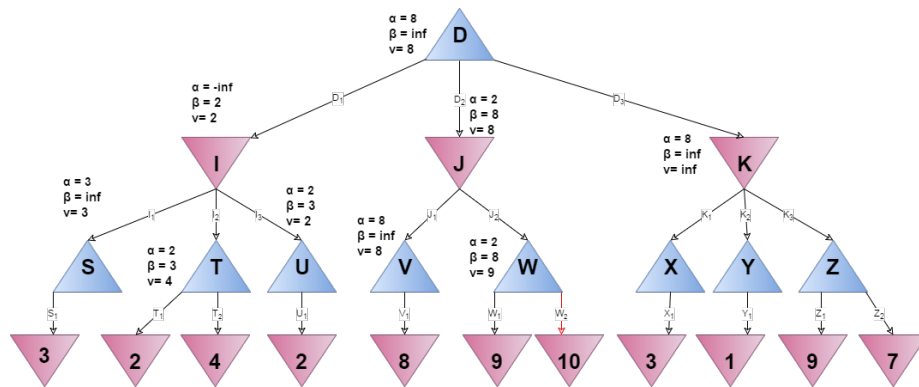 α = 8
β = inf
v= 8
D
α = -inf
β = 2
v= 2
D₁
D₂
D₃
α = 2
β = 8
v= 8
I
J
α = 8
β = inf
v= inf
K
α = 3
β = inf
v= 3
I₁
I₂
I₃
α = 2
β = 3
v= 2
J₁
J₂
K₁
K₂
K₃
α = 2
β = 3
v= 4
α = 8
β = inf
v= 8
α = 2
β = 8
v= 9
S
T
U
V
W
X
Y
Z
S₁
T₁
T₂
U₁
V₁
W₁
W₂
X₁
Y₁
Z₁
Z₂
3
2
4
2
8
9
10
3
1
9
7